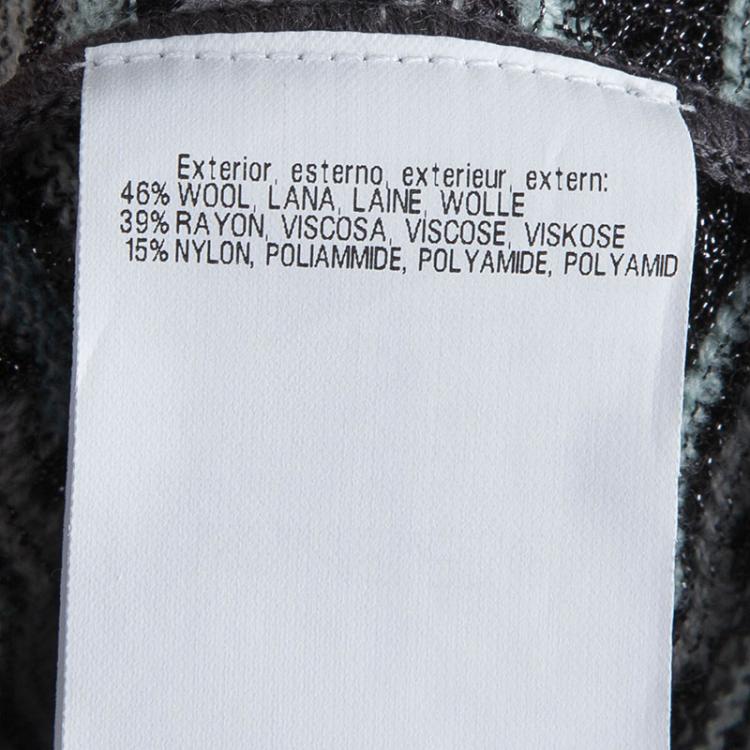 Exterior, esterno, exterieur, extern:
46% WOOL, LANA, LAINE, WOLLE
39% RAYON, VISCOSA, VISCOSE, VISKOSE
15% NYLON, POLIAMMIDE, POLYAMIDE, POLYAMID